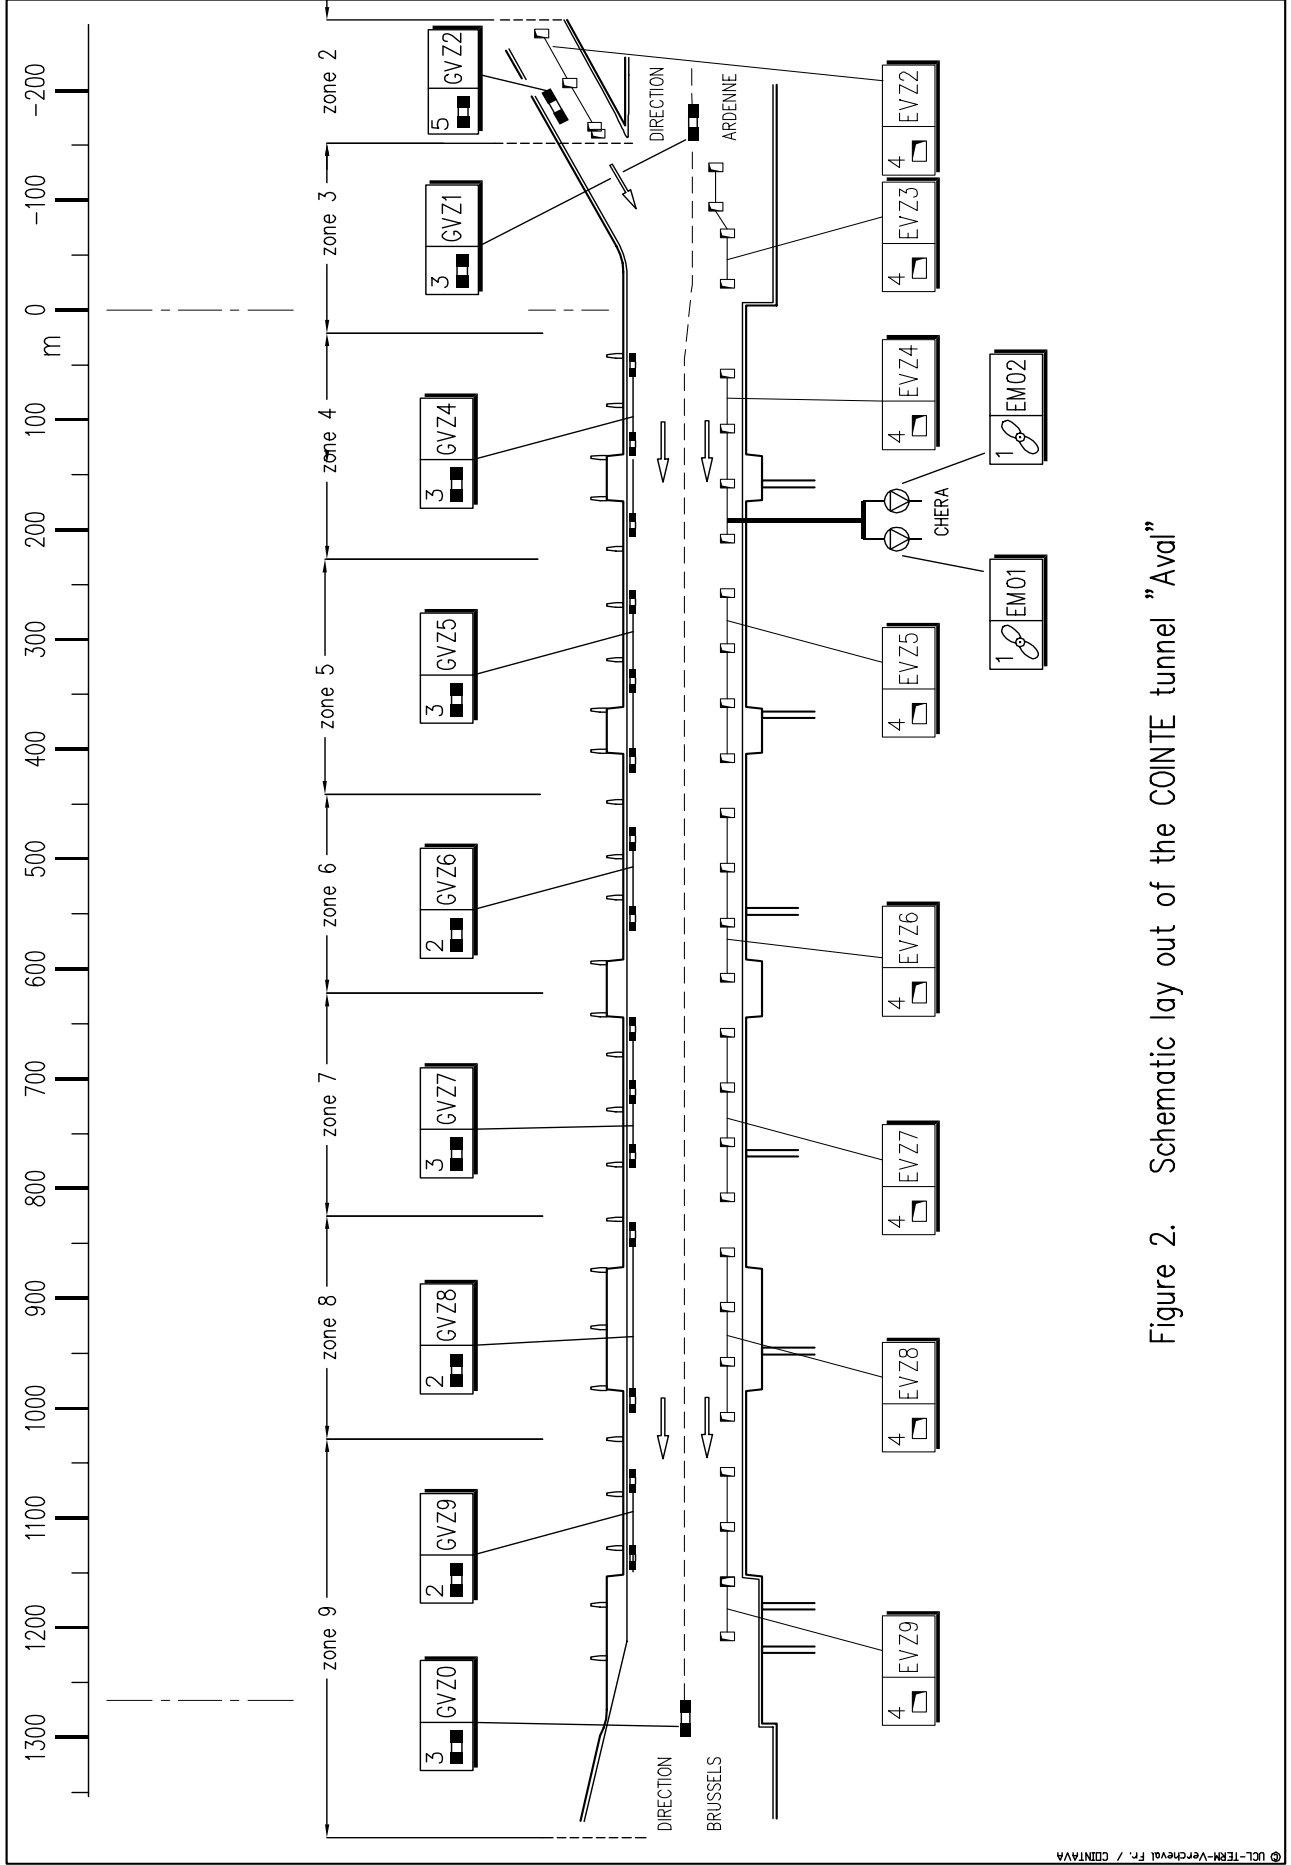 1300 1200 1100 1000 900 800 700 600 500 400 300 200 100 m 0 -100 -200
zone 9 zone 8 zone 7 zone 6 zone 5 zone 4 zone 3 zone 2
3 GVZ0
2 GVZ9
2 GVZ8
3 GVZ7
2 GVZ6
3 GVZ5
3 GVZ4
3 GVZ1
5 GVZ2
DIRECTION
BRUSSELS
DIRECTION
ARDENNE
4 EVZ9
4 EVZ8
4 EVZ7
4 EVZ6
4 EVZ5
4 EVZ4
4 EVZ3
4 EVZ2
CHERA
1 EM01
1 EM02
Figure 2. Schematic lay out of the COINTE tunnel "Aval"
© UCL-TERM-Vercheval Fr. / COINTAVA